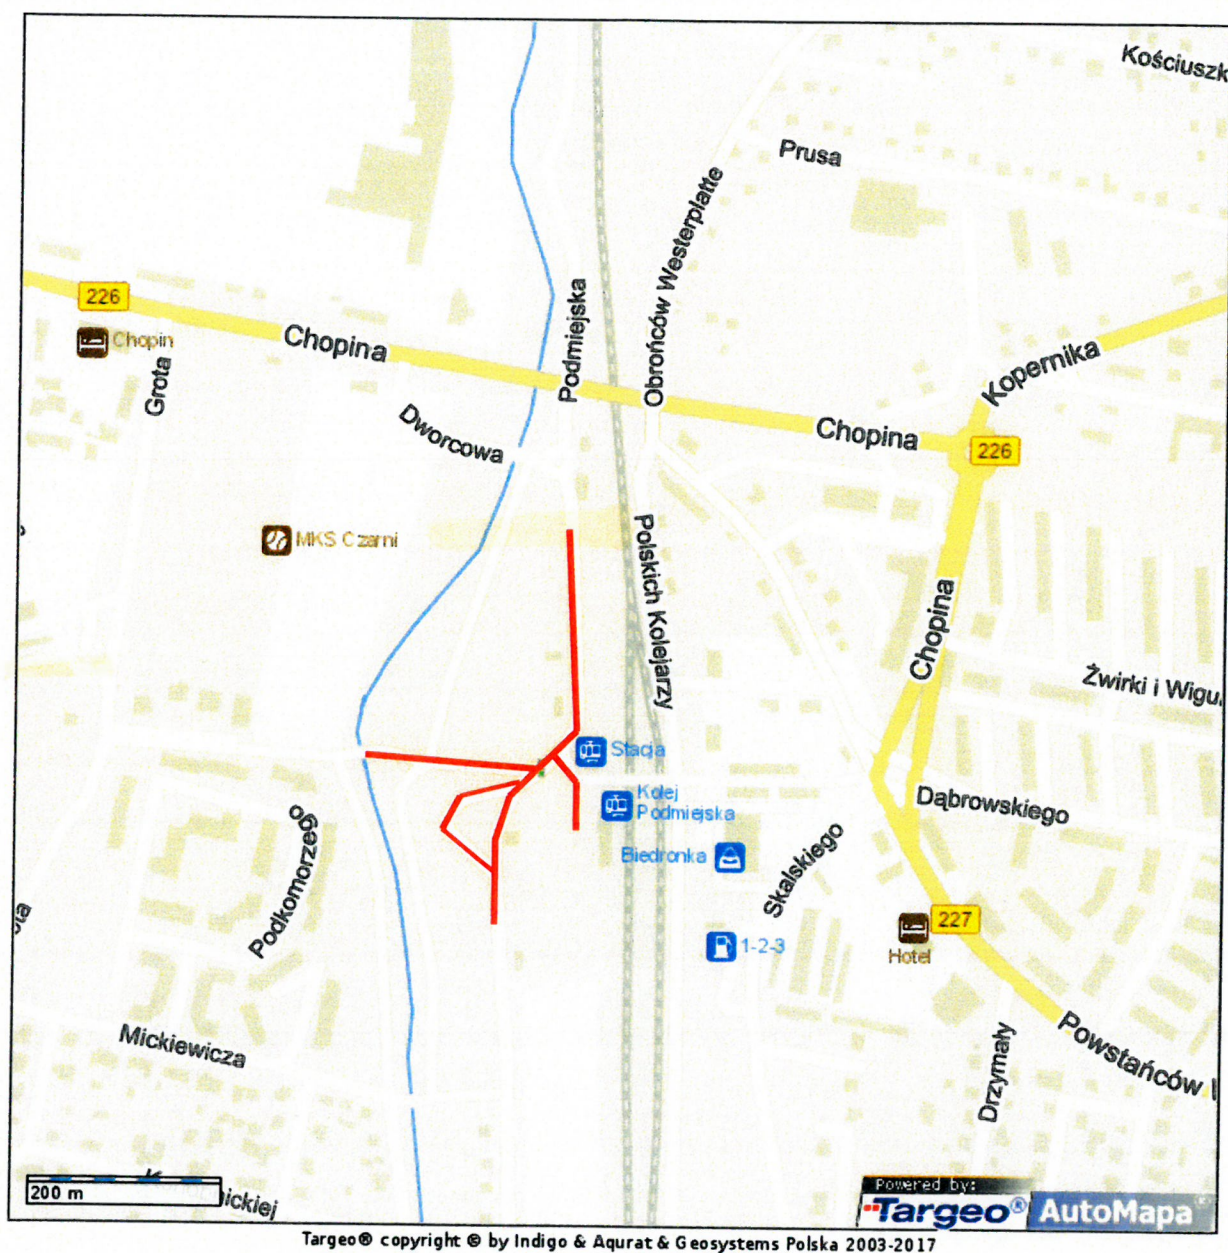 Kościuszk
Prusa
Obrońców Westerplatte
226
Chopin
Chopina
Podmiejska
Kopernika
Grota
Dworcowa
Chopina
226
MKS Czarni
Polskich Kolejarzy
Chopina
Żwirki i Wigu
Stacja
Kolej
Podmiejska
Dąbrowskiego
Podkomorzego
Biedronka
Skalskiego
227
1-2-3
Hotel
Mickiewicza
Drzymały
Powstańców
200 m
Powered by:
Targeo® AutoMapa
Targeo® copyright © by Indigo & Aqurat & Geosystems Polska 2003-2017